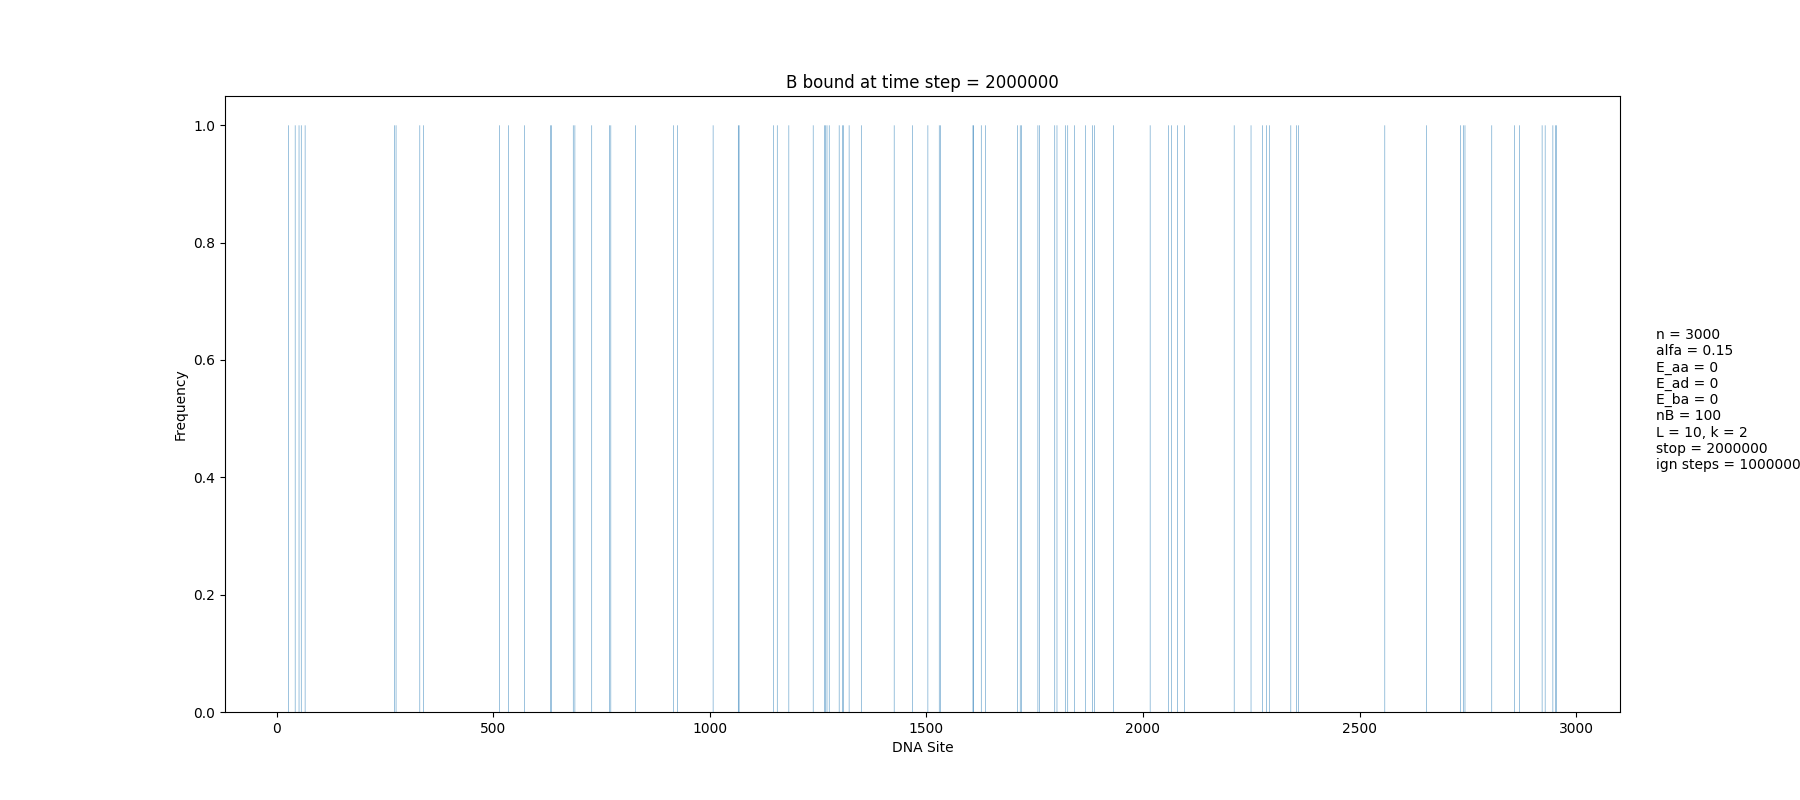 B bound at time step = 2000000
1.0
0.8
0.6
0.4
0.2
0.0
Frequency
0 500 1000 1500 2000 2500 3000
DNA Site
n = 3000
alfa = 0.15
E_aa = 0
E_ad = 0
E_ba = 0
nB = 100
L = 10, k = 2
stop = 2000000
ign steps = 1000000